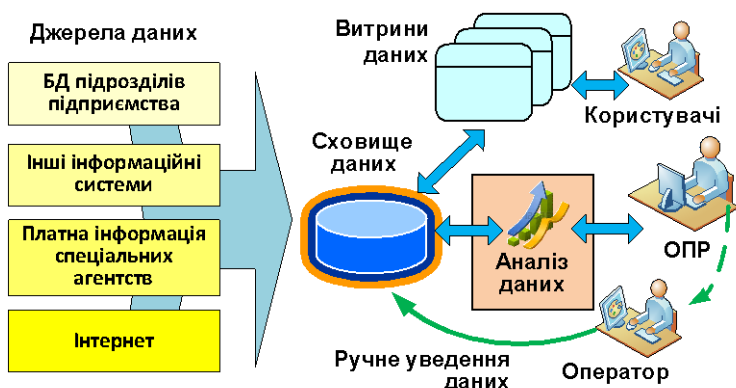 Джерела даних
БД підрозділів
підприємства
Інші інформаційні
системи
Платна інформація
спеціальних
агентств
Інтернет
Витрини
даних
Користувачі
Сховище
даних
Аналіз
даних
ОПР
Оператор
Ручне уведення
даних